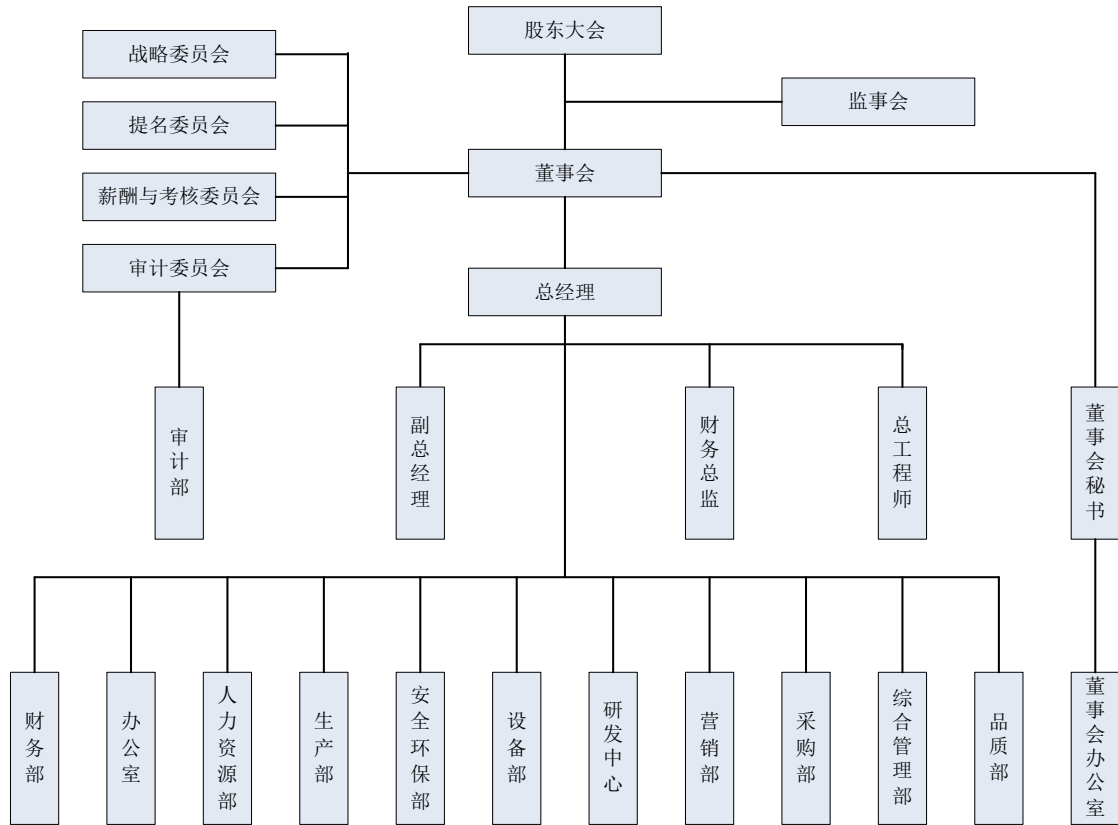 股东大会
战略委员会
监事会
提名委员会
董事会
薪酬与考核委员会
审计委员会
总经理
审计部
副总经理
财务总监
总工程师
董事会秘书
财务部
办公室
人力资源部
生产部
安全环保部
设备部
研发中心
营销部
采购部
综合管理部
品质部
董事会办公室